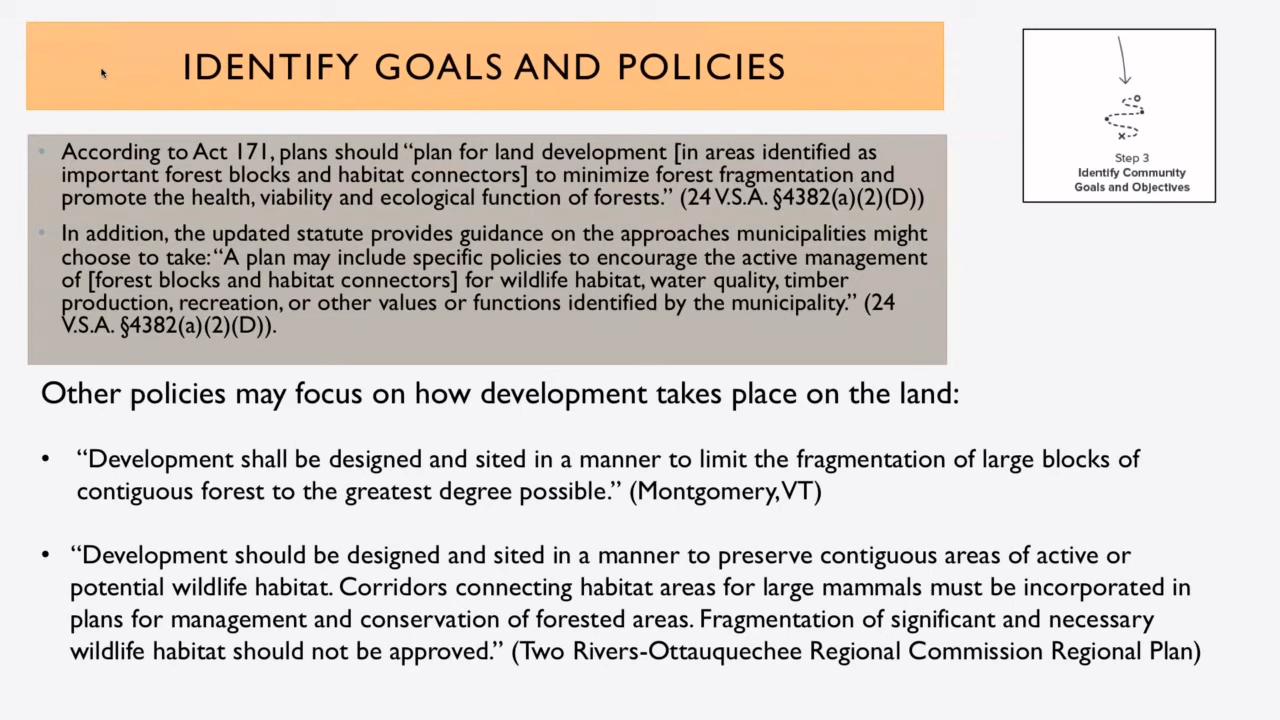 IDENTIFY GOALS AND POLICIES
Step 3
Identify Community
Goals and Objectives
• According to Act 171, plans should “plan for land development [in areas identified as
important forest blocks and habitat connectors] to minimize forest fragmentation and
promote the health, viability and ecological function of forests.” (24 V.S.A. §4382(a)(2)(D))
• In addition, the updated statute provides guidance on the approaches municipalities might
choose to take: “A plan may include specific policies to encourage the active management
of [forest blocks and habitat connectors] for wildlife habitat, water quality, timber
production, recreation, or other values or functions identified by the municipality.” (24
V.S.A. §4382(a)(2)(D)).
Other policies may focus on how development takes place on the land:
• “Development shall be designed and sited in a manner to limit the fragmentation of large blocks of
contiguous forest to the greatest degree possible.” (Montgomery, VT)
• “Development should be designed and sited in a manner to preserve contiguous areas of active or
potential wildlife habitat. Corridors connecting habitat areas for large mammals must be incorporated in
plans for management and conservation of forested areas. Fragmentation of significant and necessary
wildlife habitat should not be approved.” (Two Rivers-Ottauquechee Regional Commission Regional Plan)